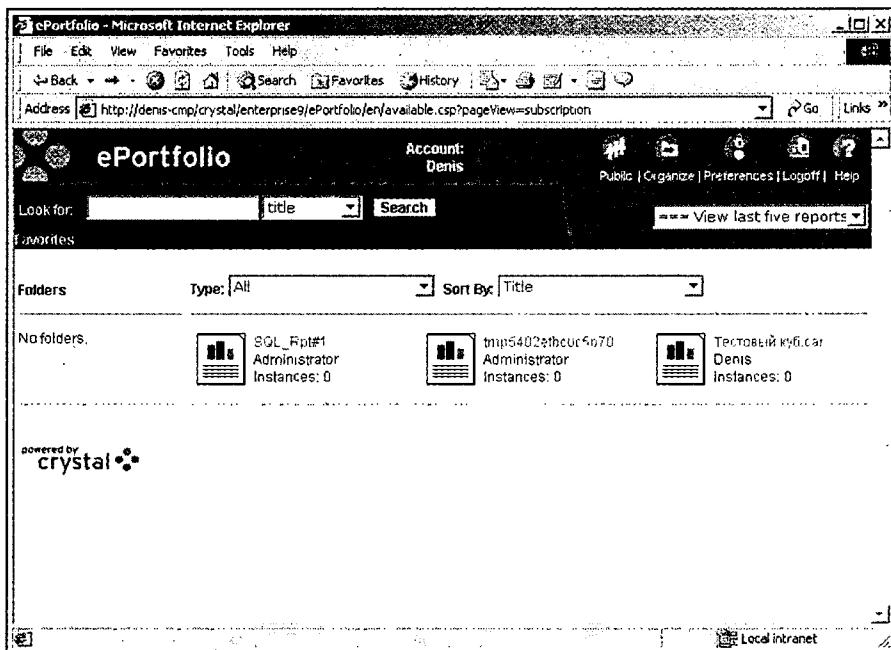 ePortfolio - Microsoft Internet Explorer
File Edit View Favorites Tools Help
Back Search Favorites History
Address http://denis-cmp/crystal/enterprise9/ePortfolio/en/available.csp?pageView=subscription Go Links »
ePortfolio
Account:
Denis
Public | Organize | Preferences | Logoff | Help
Look for: title Search
=== View last five reports
Favorites
Folders Type: All Sort By: Title
No folders.
SQL_Rpt#1
Administrator
Instances: 0
Administrator
Instances: 0
Тестовый куб.car
Denis
Instances: 0
powered by
crystal
Local intranet